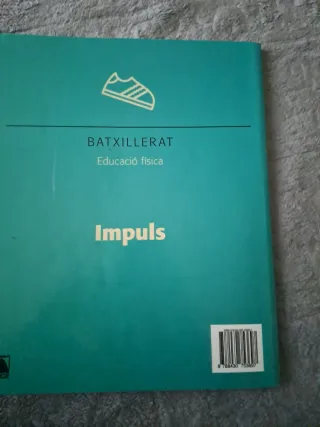 BATXILLERAT
Educació física
Impuls